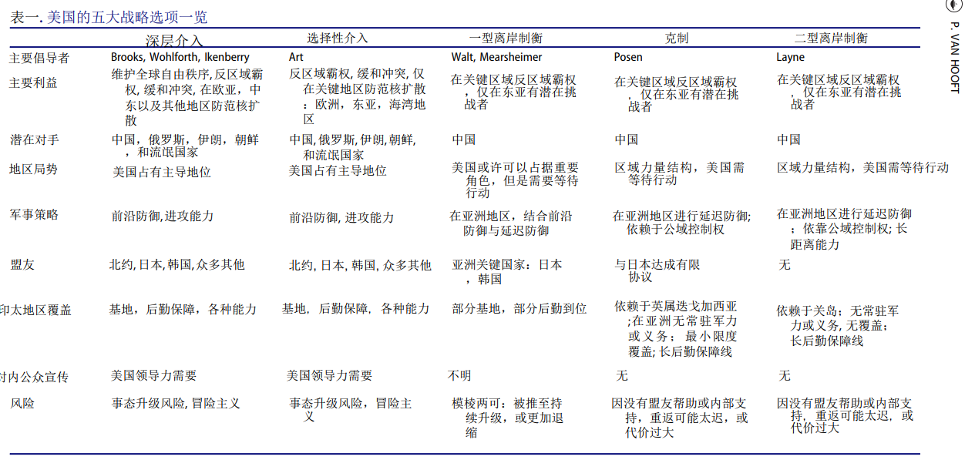 表一. 美国的五大战略选项一览
P. VAN HOOFT
深层介入 选择性介入 一型离岸制衡 克制 二型离岸制衡
主要倡导者 Brooks, Wohlforth, Ikenberry Art Walt, Mearsheimer Posen Layne
主要利益
维护全球自由秩序, 反区域霸
权, 缓和冲突, 在欧亚，中
东以及其他地区防范核扩
散
反区域霸权, 缓和冲突, 仅
在关键地区防范核扩散
：欧洲，东亚，海湾地
区
在关键区域反区域霸权
，仅在东亚有潜在挑
战者
在关键区域反区域霸权
，仅在东亚有潜在挑
战者
在关键区域反区域霸权
，仅在东亚有潜在挑
战者
潜在对手
中国，俄罗斯，伊朗，朝鲜
，和流氓国家
中国, 俄罗斯, 伊朗, 朝鲜,
和流氓国家
中国
中国
中国
地区局势
美国占有主导地位
美国占有主导地位
美国或许可以占据重要
角色，但是需要等待
行动
区域力量结构，美国需
等待行动
区域力量结构，美国需等待行动
军事策略
前沿防御, 进攻能力
前沿防御, 进攻能力
在亚洲地区，结合前沿
防御与延迟防御
在亚洲地区进行延迟防御;
依赖于公域控制权
在亚洲地区进行延迟防御
；依靠公域控制权; 长
距离能力
盟友
北约, 日本, 韩国, 众多其他
北约, 日本, 韩国, 众多其他
亚洲关键国家：日本
，韩国
与日本达成有限
协议
无
印太地区覆盖
基地，后勤保障，各种能力
基地, 后勤保障, 各种能力
部分基地，部分后勤到位
依赖于英属迭戈加西亚
;在亚洲无常驻军力
或义务； 最小限度
覆盖; 长后勤保障线
依赖于关岛；无常驻军
力或义务, 无覆盖；
长后勤保障线
对内公众宣传
美国领导力需要
美国领导力需要
不明
无
无
风险
事态升级风险, 冒险主义
事态升级风险，冒险主
义
模棱两可：被推至持
续升级，或更加退
缩
因没有盟友帮助或内部支
持，重返可能太迟，或
代价过大
因没有盟友帮助或内部支
持, 重返可能太迟, 或
代价过大